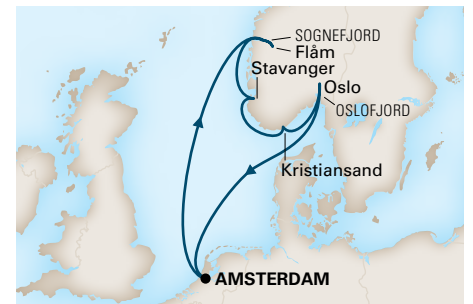 SOGNEFJORD
Flåm
Stavanger
Oslo
OSLOFJORD
Kristiansand
AMSTERDAM